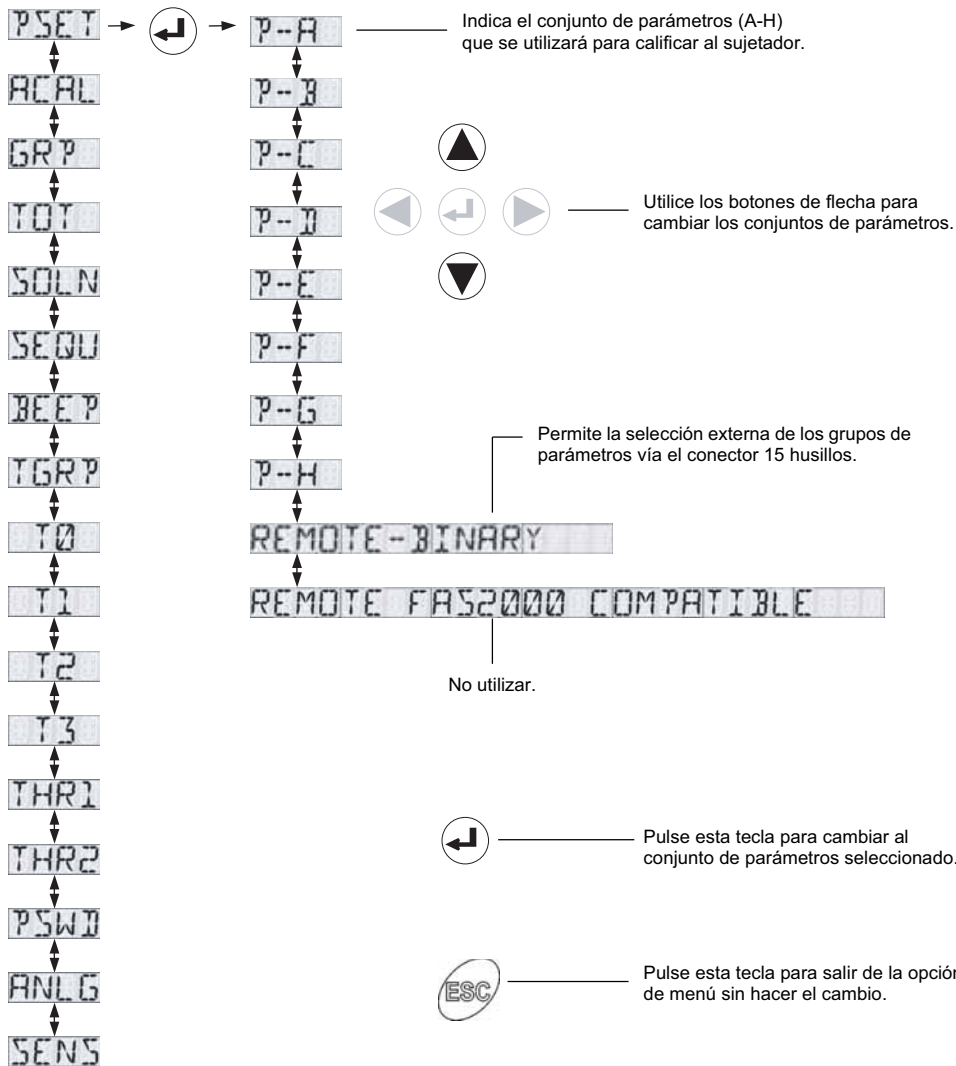 PSET
P-A
Indica el conjunto de parámetros (A-H)
que se utilizará para calificar al sujetador.
ACAL
P-B
GRP
P-C
TOT
P-D
Utilice los botones de flecha para
cambiar los conjuntos de parámetros.
SOLN
P-E
SEQU
P-F
BEEP
P-G
Permite la selección externa de los grupos de
parámetros vía el conector 15 husillos.
TGRP
P-H
T0
REMOTE-BINARY
T1
REMOTE FAS2000 COMPATIBLE
T2
No utilizar.
T3
THR1
THR2
Pulse esta tecla para cambiar al
conjunto de parámetros seleccionado.
PSWD
ANLG
ESC
Pulse esta tecla para salir de la opción
de menú sin hacer el cambio.
SENS